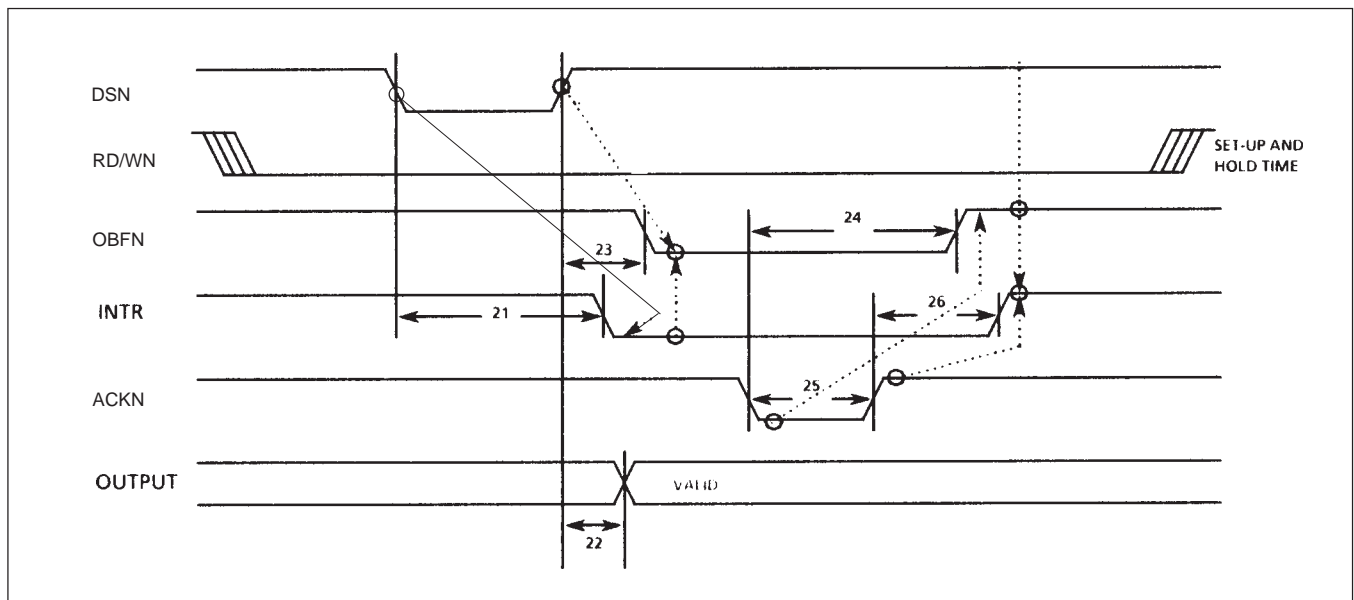 DSN
RD/WN
SET-UP AND
HOLD TIME
OBFN
24
23
INTR
21
26
ACKN
25
OUTPUT
VALID
22